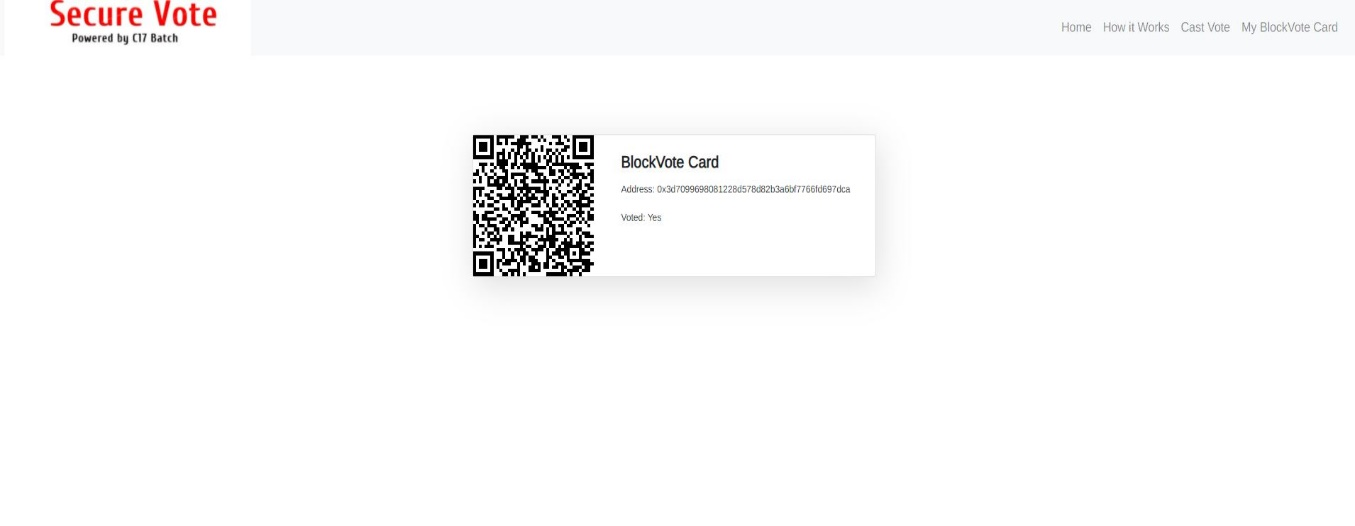 Secure Vote
Powered by C17 Batch
Home How it Works Cast Vote My BlockVote Card
BlockVote Card
Address: 0x3d7099698081228d578d82b3a6bf7766fd697dca
Voted: Yes